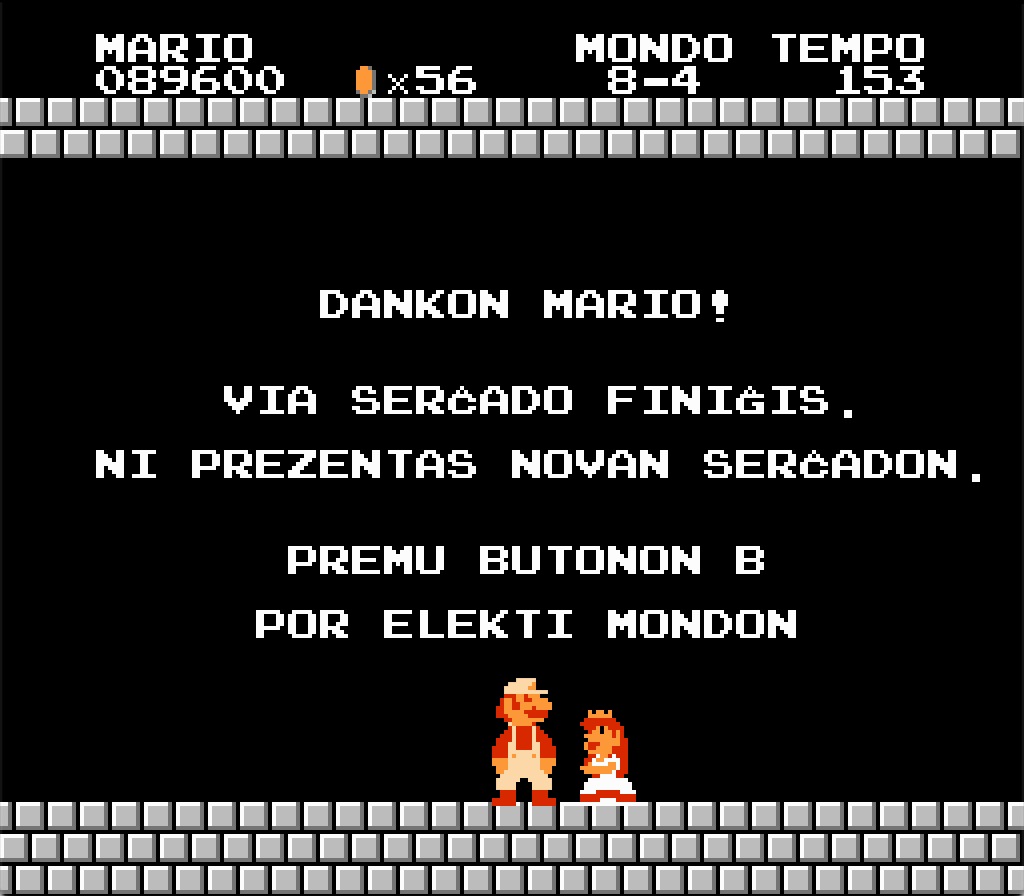 MARIO
MONDO TEMPO
089600 ×56 8-4 153
DANKON MARIO!
VIA SERĈADO FINIĜIS.
NI PREZENTAS NOVAN SERĈADON.
PREMU BUTONON B
POR ELEKTI MONDON